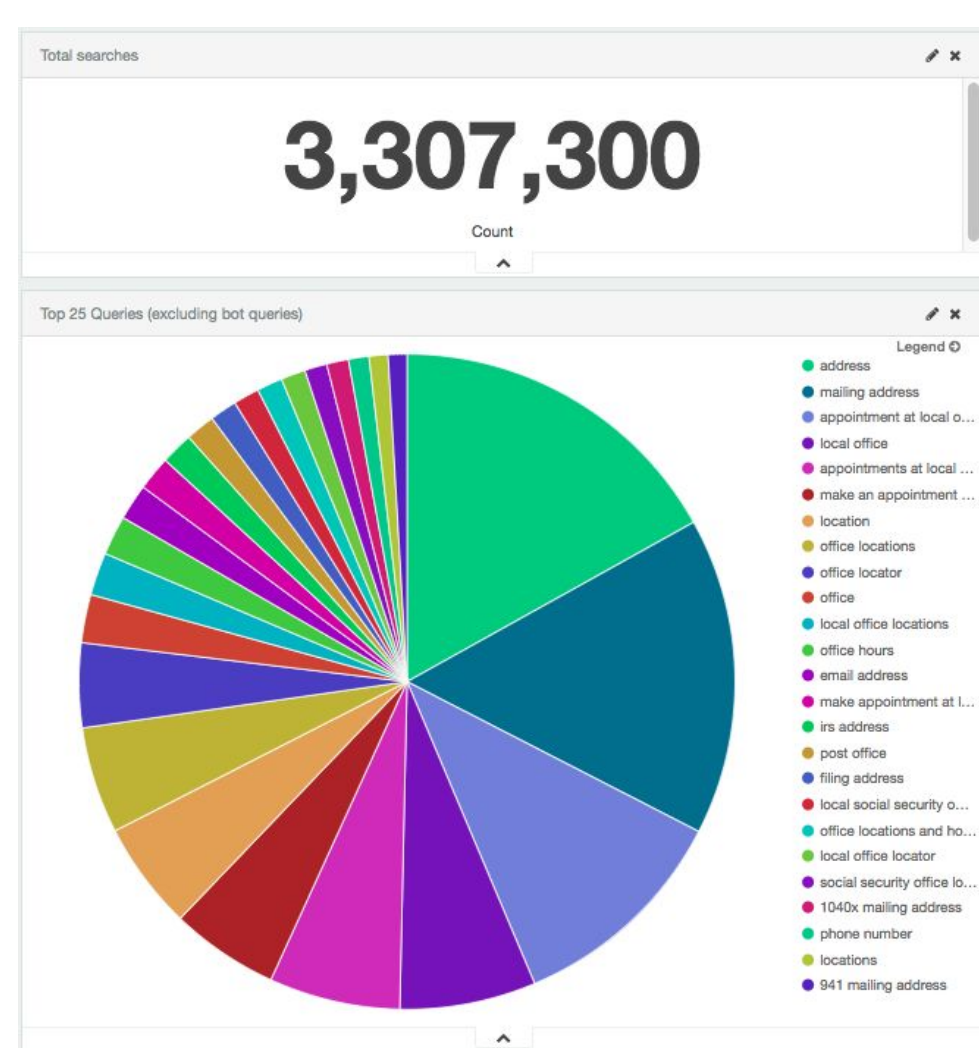 Total searches
3,307,300
Count
Top 25 Queries (excluding bot queries)
Legend
address
mailing address
appointment at local o...
local office
appointments at local ...
make an appointment ...
location
office locations
office locator
office
local office locations
office hours
email address
make appointment at l...
irs address
post office
filing address
local social security o...
office locations and ho...
local office locator
social security office lo...
1040x mailing address
phone number
locations
941 mailing address